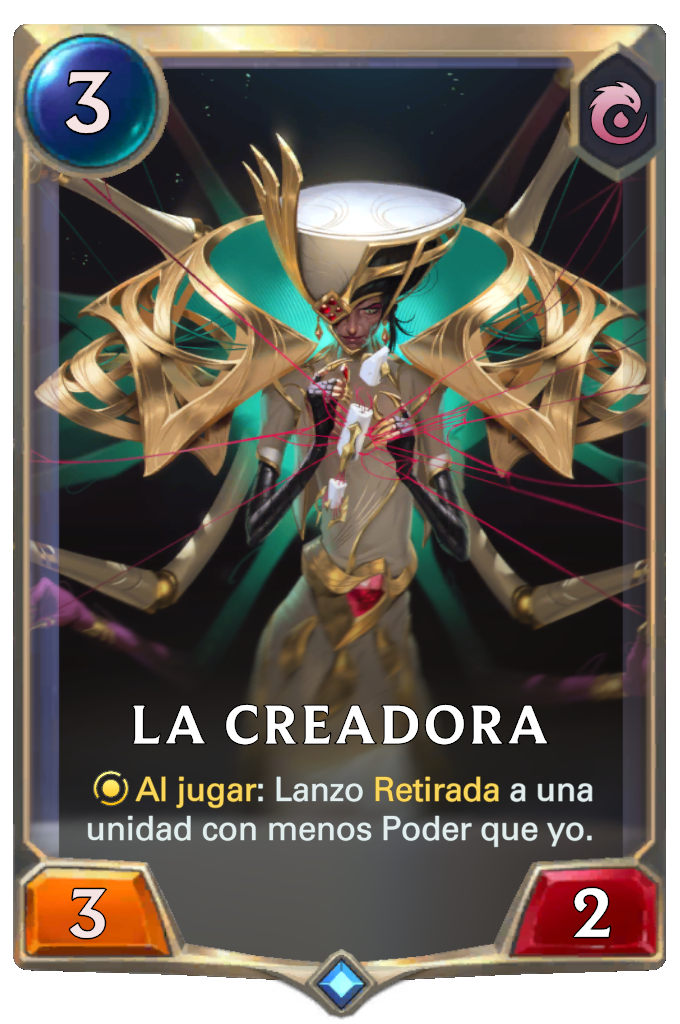 3
LA CREADORA
Al jugar: Lanzo Retirada a una
unidad con menos Poder que yo.
3
2